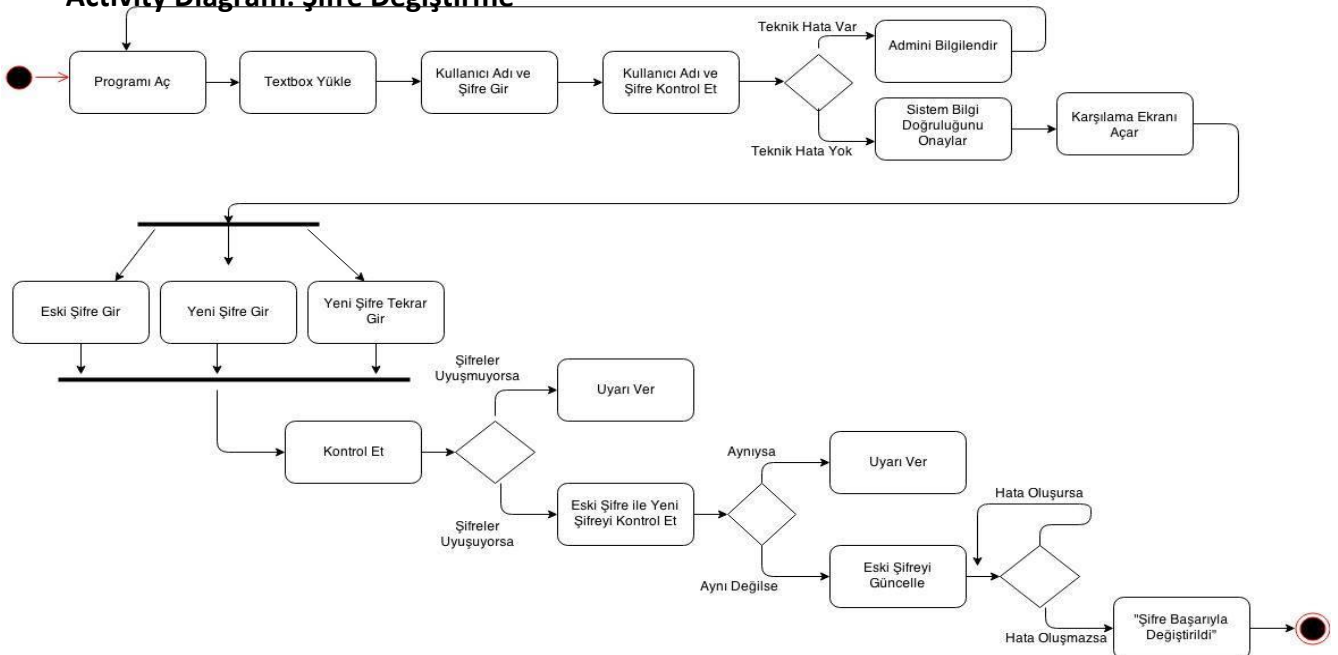 Activity Diagram: Şifre Değiştirme
Teknik Hata Var
Admini Bilgilendir
Programı Aç
Textbox Yükle
Kullanıcı Adı ve
Şifre Gir
Kullanıcı Adı ve
Şifre Kontrol Et
Teknik Hata Yok
Sistem Bilgi
Doğruluğunu
Onaylar
Karşılama Ekranı
Açar
Eski Şifre Gir
Yeni Şifre Gir
Yeni Şifre Tekrar
Gir
Şifreler
Uyuşmuyorsa
Uyarı Ver
Kontrol Et
Şifreler
Uyuşuyorsa
Eski Şifre ile Yeni
Şifreyi Kontrol Et
Aynıysa
Uyarı Ver
Aynı Değilse
Eski Şifreyi
Güncelle
Hata Oluşursa
Hata Oluşmazsa
"Şifre Başarıyla
Değiştirildi"